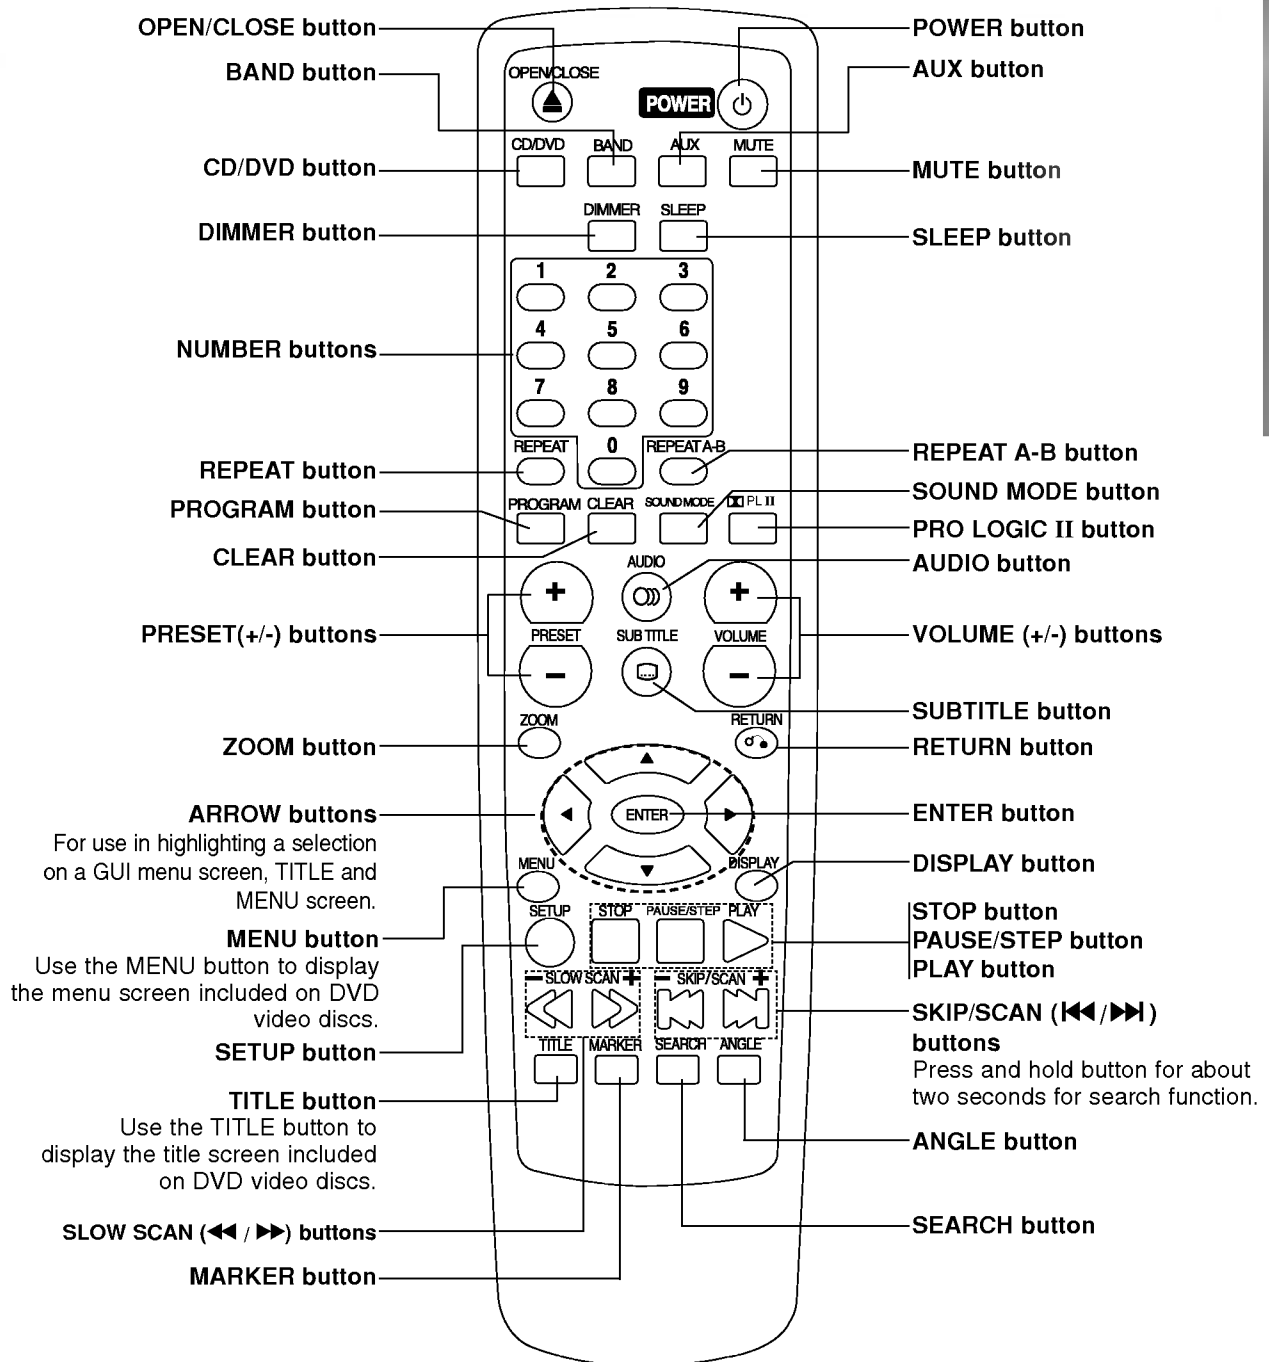 OPEN/CLOSE button
BAND button
CD/DVD button
DIMMER button
NUMBER buttons
REPEAT button
PROGRAM button
CLEAR button
PRESET(+/-) buttons
ZOOM button
ARROW buttons
For use in highlighting a selection
on a GUI menu screen, TITLE and
MENU screen.
MENU button
Use the MENU button to display
the menu screen included on DVD
video discs.
SETUP button
TITLE button
Use the TITLE button to
display the title screen included
on DVD video discs.
SLOW SCAN (◀◀ / ▶▶) buttons
MARKER button
OPEN/CLOSE
POWER
CD/DVD BAND AUX MUTE
DIMMER SLEEP
1 2 3
4 5 6
7 8 9
REPEAT 0 REPEAT A-B
PROGRAM CLEAR SOUND MODE PL II
AUDIO
+ +
PRESET SUB TITLE VOLUME
- -
ZOOM RETURN
ENTER
MENU DISPLAY
SETUP STOP PAUSE/STEP PLAY
- SLOW SCAN + - SKIP/SCAN +
TITLE MARKER SEARCH ANGLE
POWER button
AUX button
MUTE button
SLEEP button
REPEAT A-B button
SOUND MODE button
PRO LOGIC II button
AUDIO button
VOLUME (+/-) buttons
SUBTITLE button
RETURN button
ENTER button
DISPLAY button
STOP button
PAUSE/STEP button
PLAY button
SKIP/SCAN (|◀◀ / ▶▶|)
buttons
Press and hold button for about
two seconds for search function.
ANGLE button
SEARCH button